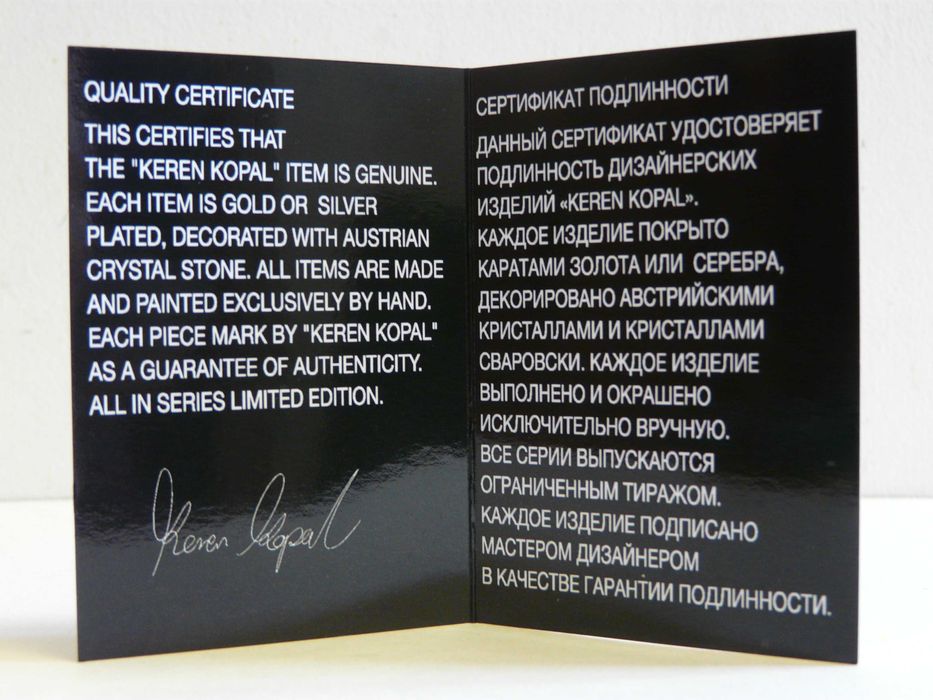 QUALITY CERTIFICATE
THIS CERTIFIES THAT
THE "KEREN KOPAL" ITEM IS GENUINE.
EACH ITEM IS GOLD OR SILVER
PLATED, DECORATED WITH AUSTRIAN
CRYSTAL STONE. ALL ITEMS ARE MADE
AND PAINTED EXCLUSIVELY BY HAND.
EACH PIECE MARK BY "KEREN KOPAL"
AS A GUARANTEE OF AUTHENTICITY.
ALL IN SERIES LIMITED EDITION.
Keren Kopal
СЕРТИФИКАТ ПОДЛИННОСТИ
ДАННЫЙ СЕРТИФИКАТ УДОСТОВЕРЯЕТ
ПОДЛИННОСТЬ ДИЗАЙНЕРСКИХ
ИЗДЕЛИЙ «KEREN KOPAL».
КАЖДОЕ ИЗДЕЛИЕ ПОКРЫТО
КАРАТАМИ ЗОЛОТА ИЛИ СЕРЕБРА,
ДЕКОРИРОВАНО АВСТРИЙСКИМИ
КРИСТАЛЛАМИ И КРИСТАЛЛАМИ
СВАРОВСКИ. КАЖДОЕ ИЗДЕЛИЕ
ВЫПОЛНЕНО И ОКРАШЕНО
ИСКЛЮЧИТЕЛЬНО ВРУЧНУЮ.
ВСЕ СЕРИИ ВЫПУСКАЮТСЯ
ОГРАНИЧЕННЫМ ТИРАЖОМ.
КАЖДОЕ ИЗДЕЛИЕ ПОДПИСАНО
МАСТЕРОМ ДИЗАЙНЕРОМ
В КАЧЕСТВЕ ГАРАНТИИ ПОДЛИННОСТИ.